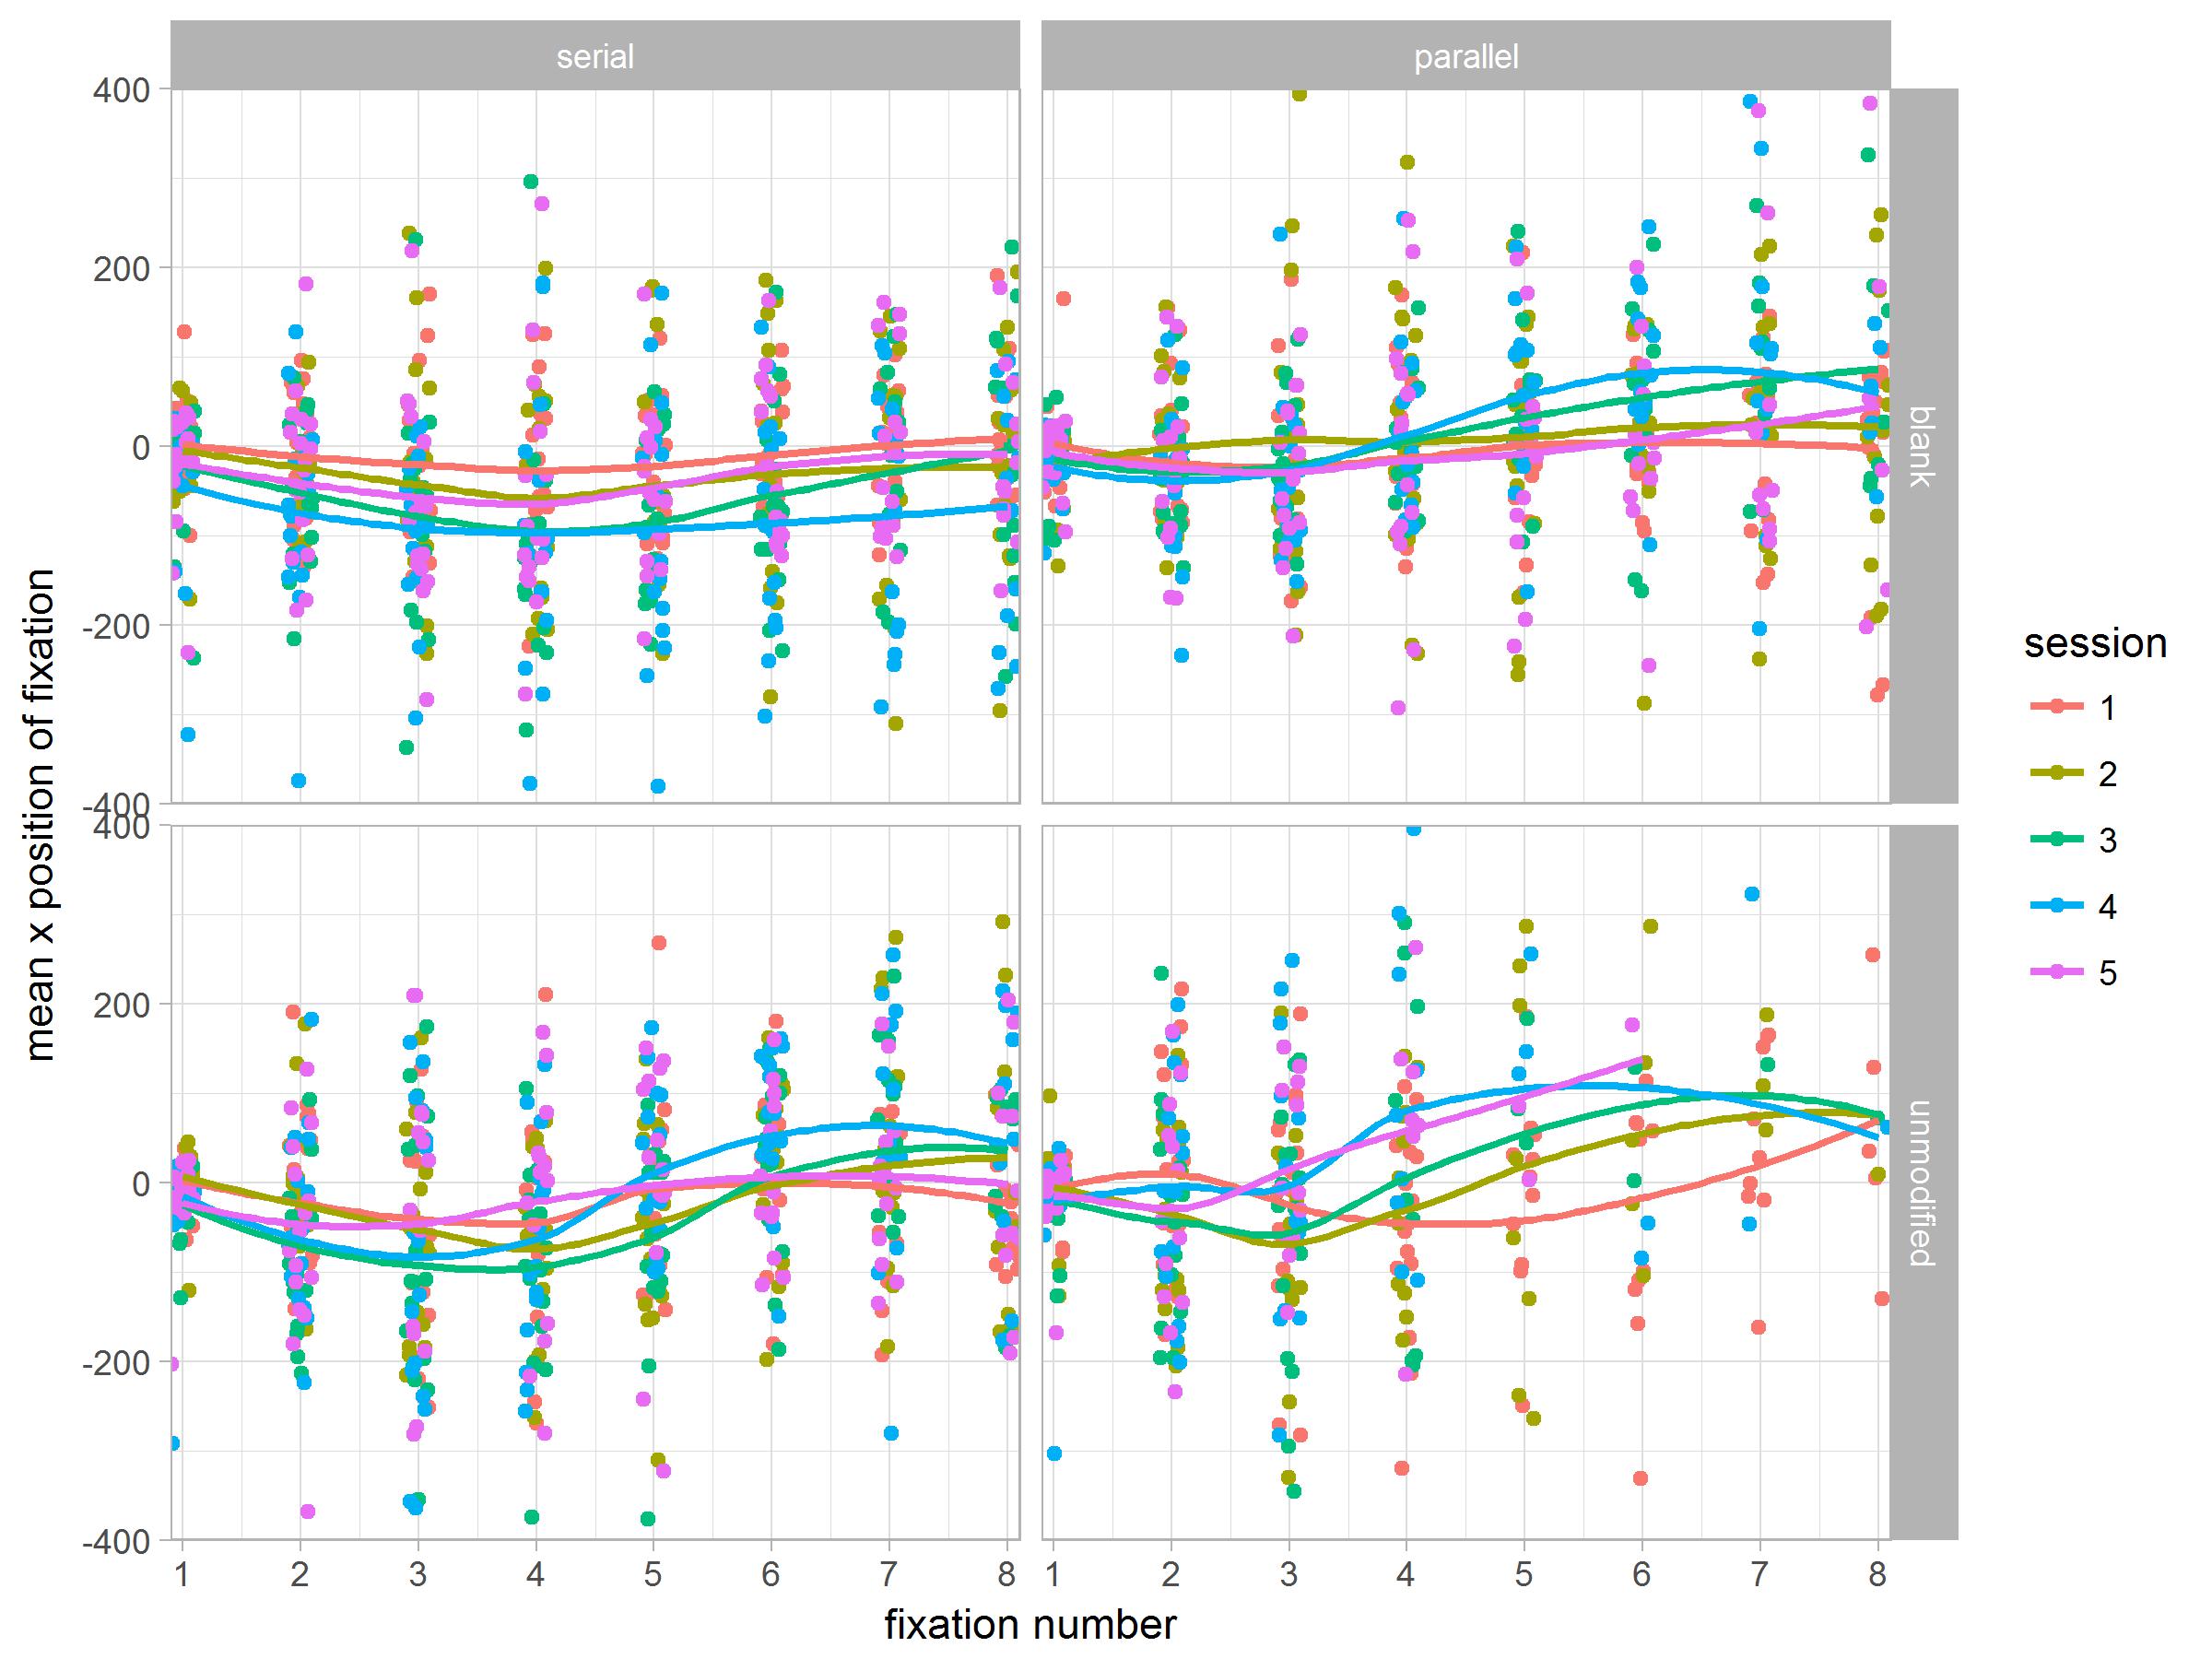 serial
parallel
400
200
0
-200
-400
blank
400
200
0
-200
-400
unmodified
mean x position of fixation
1 2 3 4 5 6 7 8
1 2 3 4 5 6 7 8
fixation number
session
1
2
3
4
5